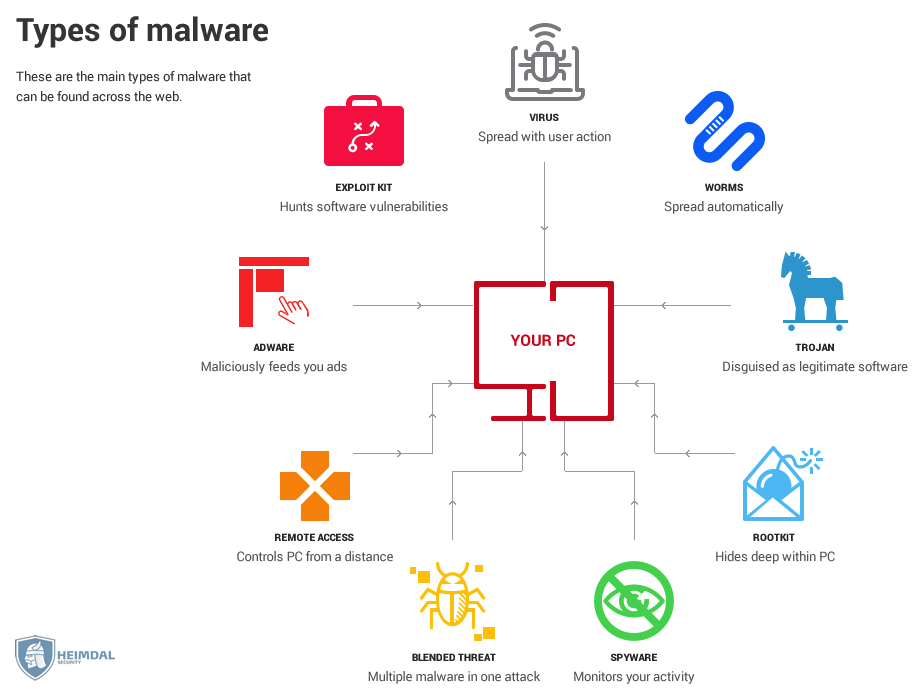 Types of malware
These are the main types of malware that
can be found across the web.
VIRUS
Spread with user action
EXPLOIT KIT
Hunts software vulnerabilities
WORMS
Spread automatically
ADWARE
Maliciously feeds you ads
YOUR PC
TROJAN
Disguised as legitimate software
REMOTE ACCESS
Controls PC from a distance
ROOTKIT
Hides deep within PC
BLENDED THREAT
Multiple malware in one attack
SPYWARE
Monitors your activity
HEIMDAL
SECURITY